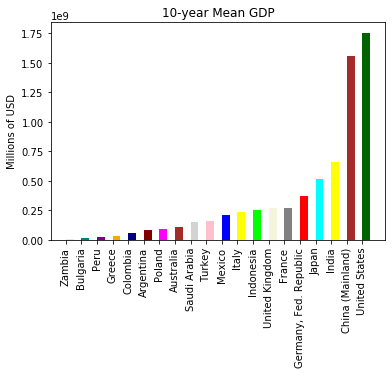 10-year Mean GDP
1e9
Millions of USD
1.75
1.50
1.25
1.00
0.75
0.50
0.25
0.00
Zambia
Bulgaria
Peru
Greece
Colombia
Argentina
Poland
Australia
Saudi Arabia
Turkey
Mexico
Italy
Indonesia
United Kingdom
France
Germany, Fed. Republic
Japan
India
China (Mainland)
United States